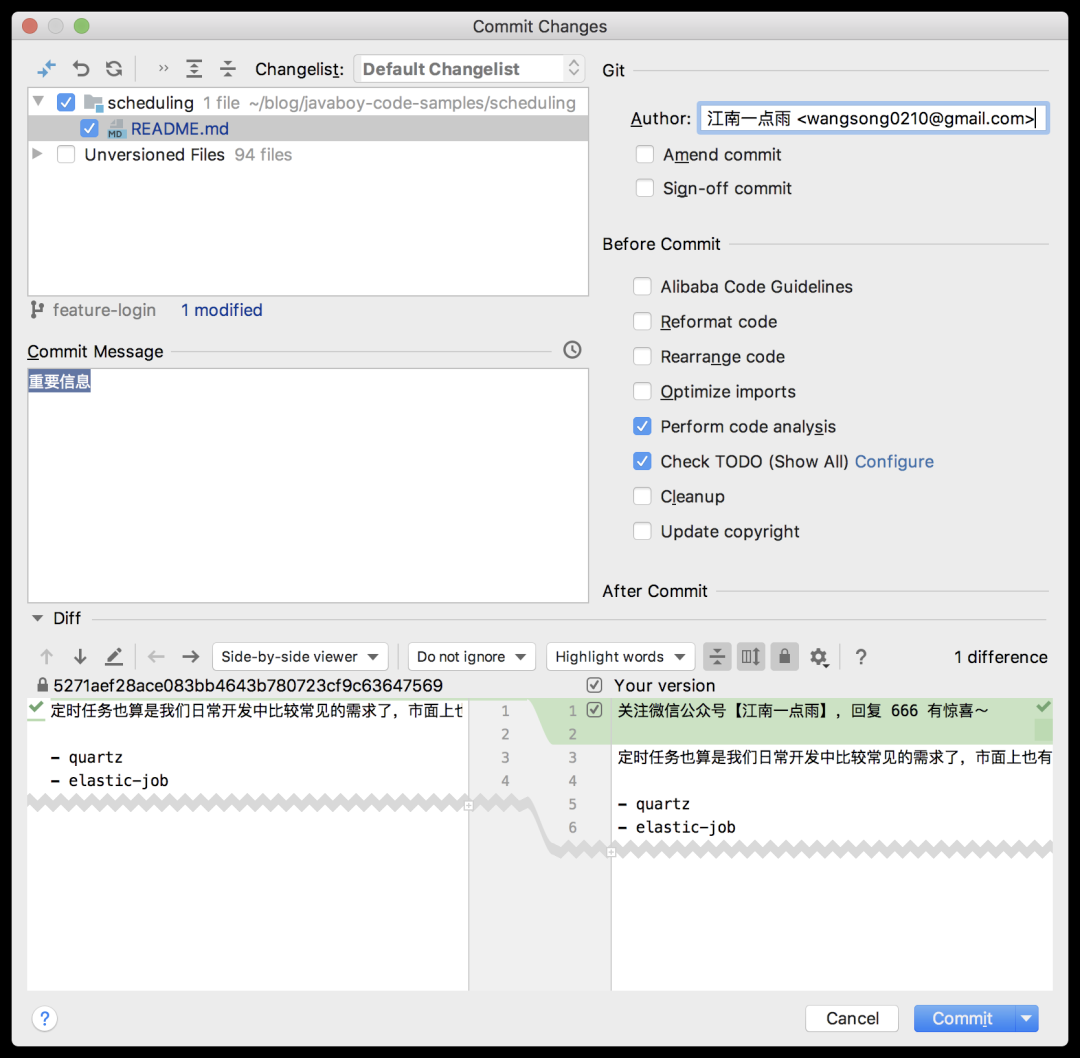 Commit Changes
Changelist: Default Changelist
scheduling 1 file ~/blog/javaboy-code-samples/scheduling
MD README.md
Unversioned Files 94 files
feature-login 1 modified
Commit Message
重要信息
Git
Author: 江南一点雨 <wangsong0210@gmail.com>
Amend commit
Sign-off commit
Before Commit
Alibaba Code Guidelines
Reformat code
Rearrange code
Optimize imports
Perform code analysis
Check TODO (Show All) Configure
Cleanup
Update copyright
After Commit
Diff
Side-by-side viewer Do not ignore Highlight words ? 1 difference
5271aef28ace083bb4643b780723cf9c63647569
定时任务也算是我们日常开发中比较常见的需求了，市面上也
- quartz
- elastic-job
1
2
3
4
Your version
1 关注微信公众号【江南一点雨】，回复 666 有惊喜～
2
3 定时任务也算是我们日常开发中比较常见的需求了，市面上也有
4
5 - quartz
6 - elastic-job
? Cancel Commit